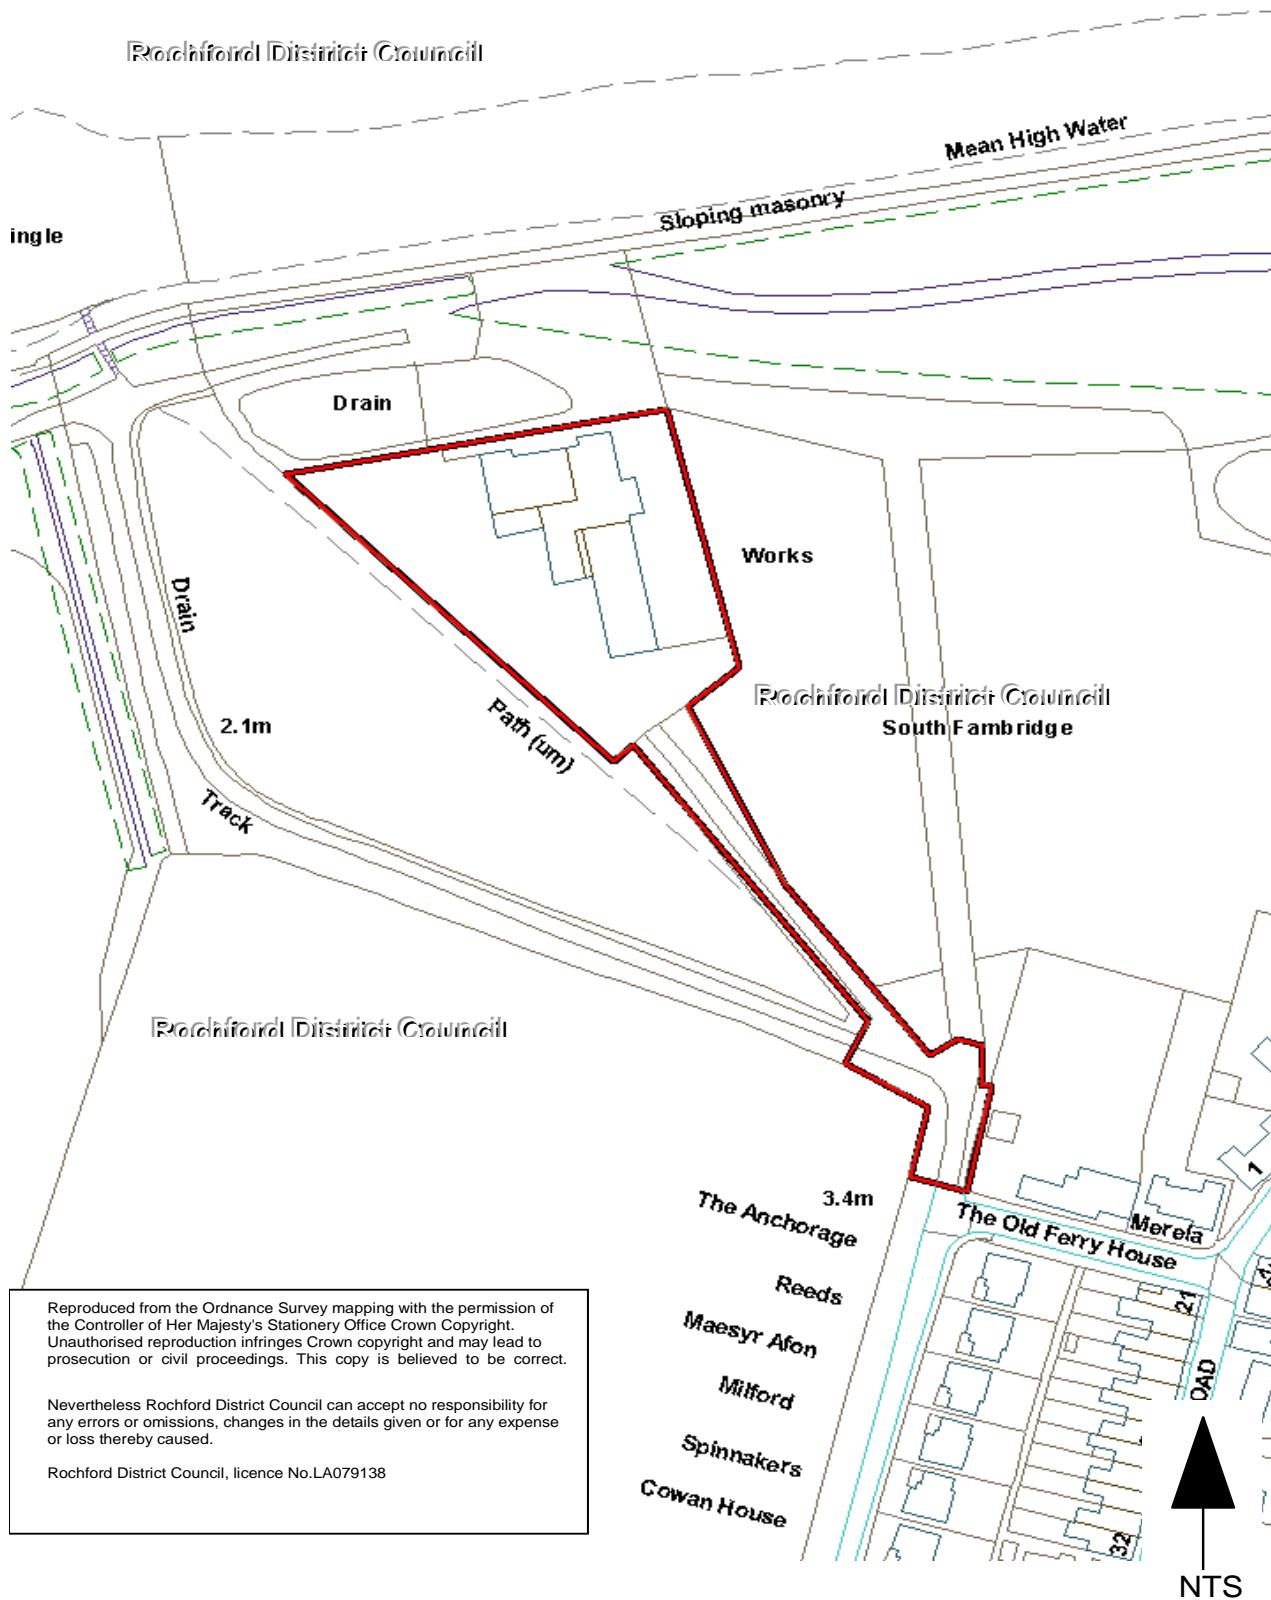 Rochford District Council
Mean High Water
Sloping masonry
ingle
Drain
Works
Drain
Rochford District Council
South Fambridge
2.1m
Path (um)
Track
Rochford District Council
1
3.4m
The Anchorage
The Old Ferry House
Merela
Reeds
21
Maesyr Afon
OAD
Milford
Spinnakers
Cowan House
32
Reproduced from the Ordnance Survey mapping with the permission of
the Controller of Her Majesty's Stationery Office Crown Copyright.
Unauthorised reproduction infringes Crown copyright and may lead to
prosecution or civil proceedings. This copy is believed to be correct.
Nevertheless Rochford District Council can accept no responsibility for
any errors or omissions, changes in the details given or for any expense
or loss thereby caused.
Rochford District Council, licence No.LA079138
NTS